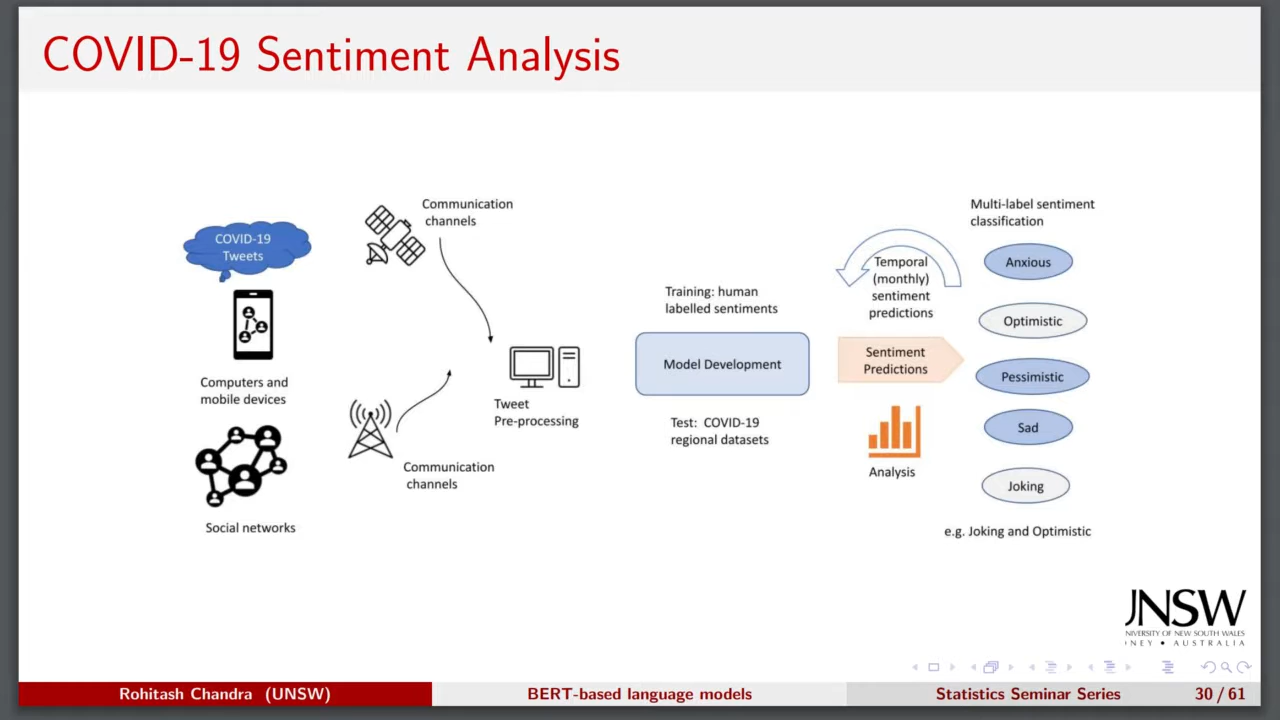 COVID-19 Sentiment Analysis
COVID-19
Tweets
Computers and
mobile devices
Social networks
Communication
channels
Communication
channels
Tweet
Pre-processing
Training: human
labelled sentiments
Model Development
Test: COVID-19
regional datasets
Temporal
(monthly)
sentiment
predictions
Sentiment
Predictions
Analysis
Multi-label sentiment
classification
Anxious
Optimistic
Pessimistic
Sad
Joking
e.g. Joking and Optimistic
JNSW
NIVERSITY OF NEW SOUTH WALES
NEY • AUSTRALIA
Rohitash Chandra (UNSW)
BERT-based language models
Statistics Seminar Series
30 / 61